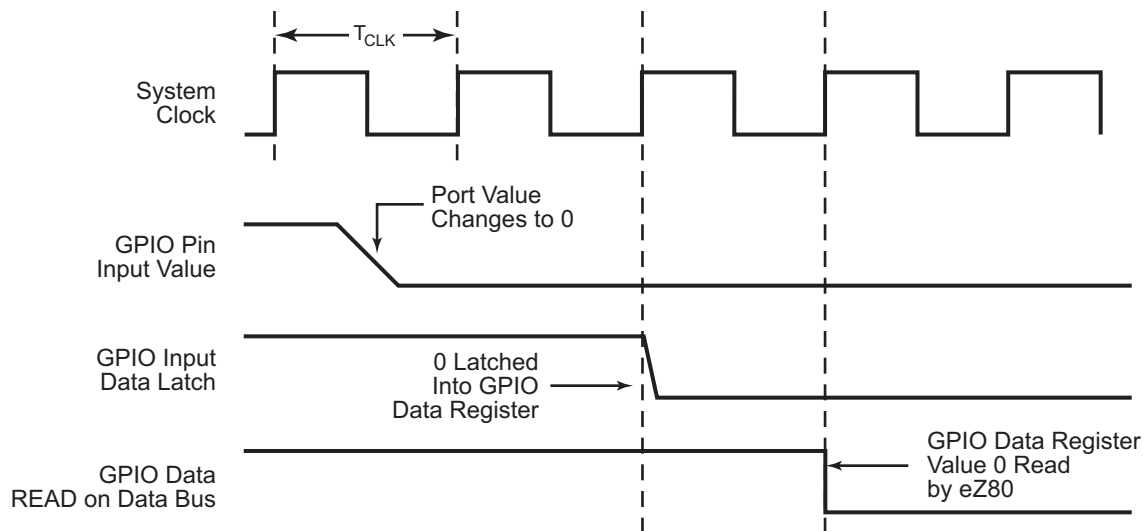 TCLK
System
Clock
Port Value
Changes to 0
GPIO Pin
Input Value
GPIO Input
Data Latch
0 Latched
Into GPIO
Data Register
GPIO Data
READ on Data Bus
GPIO Data Register
Value 0 Read
by eZ80